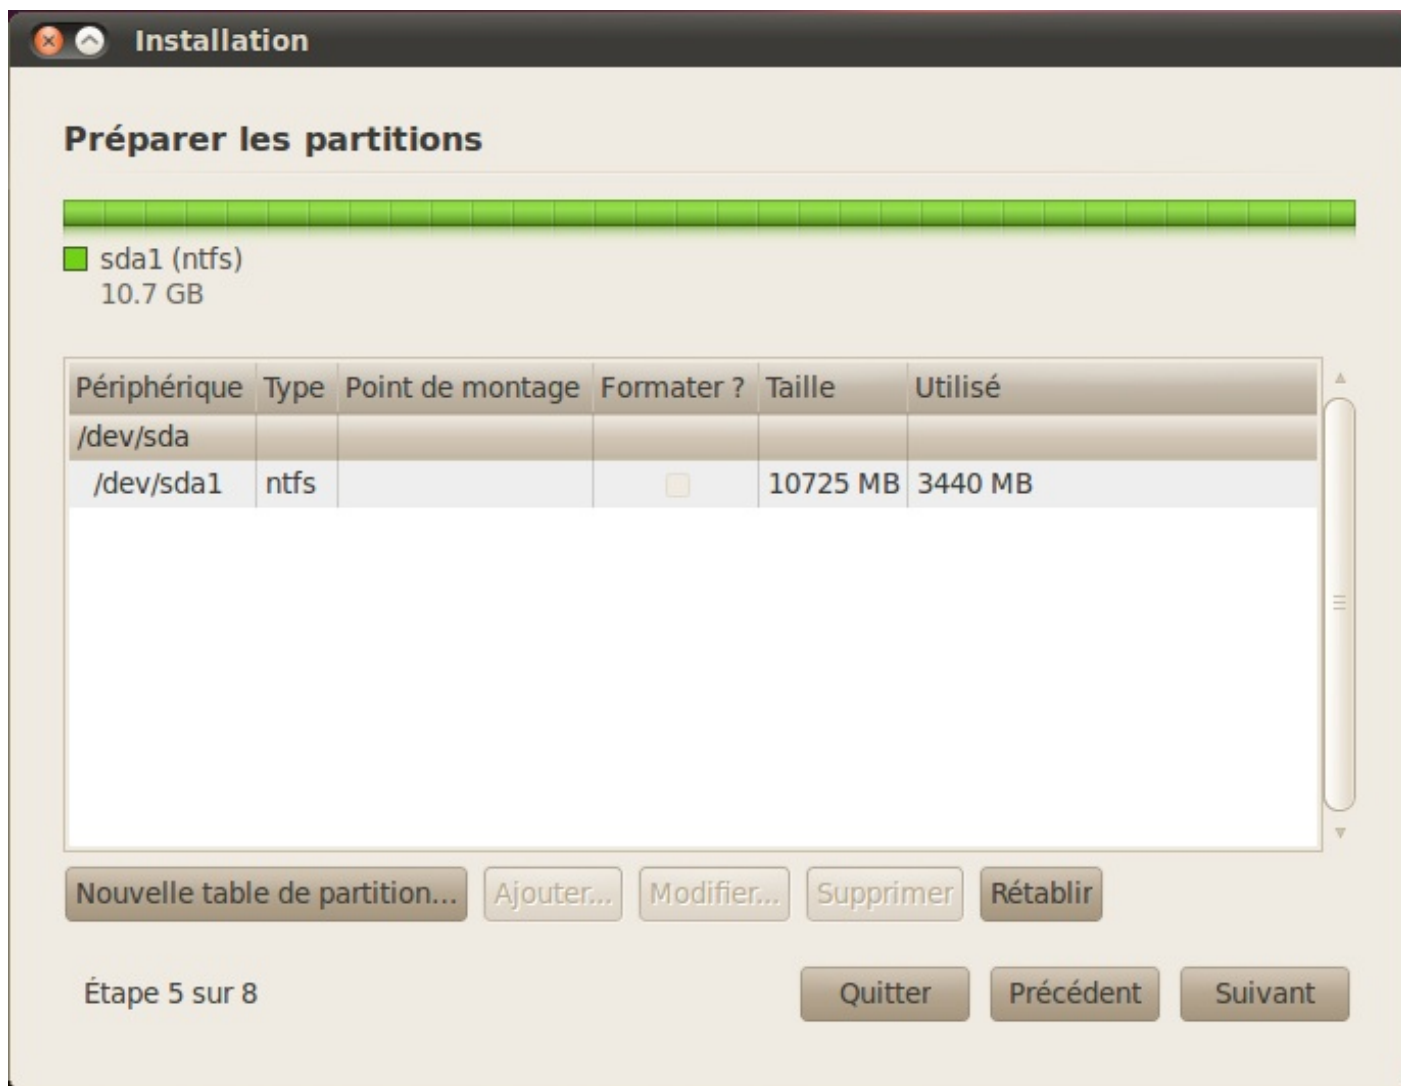 Installation
Préparer les partitions
sda1 (ntfs)
10.7 GB
Périphérique Type Point de montage Formater ? Taille Utilisé
/dev/sda
/dev/sda1 ntfs 10725 MB 3440 MB
Nouvelle table de partition... Ajouter... Modifier... Supprimer Rétablir
Étape 5 sur 8 Quitter Précédent Suivant